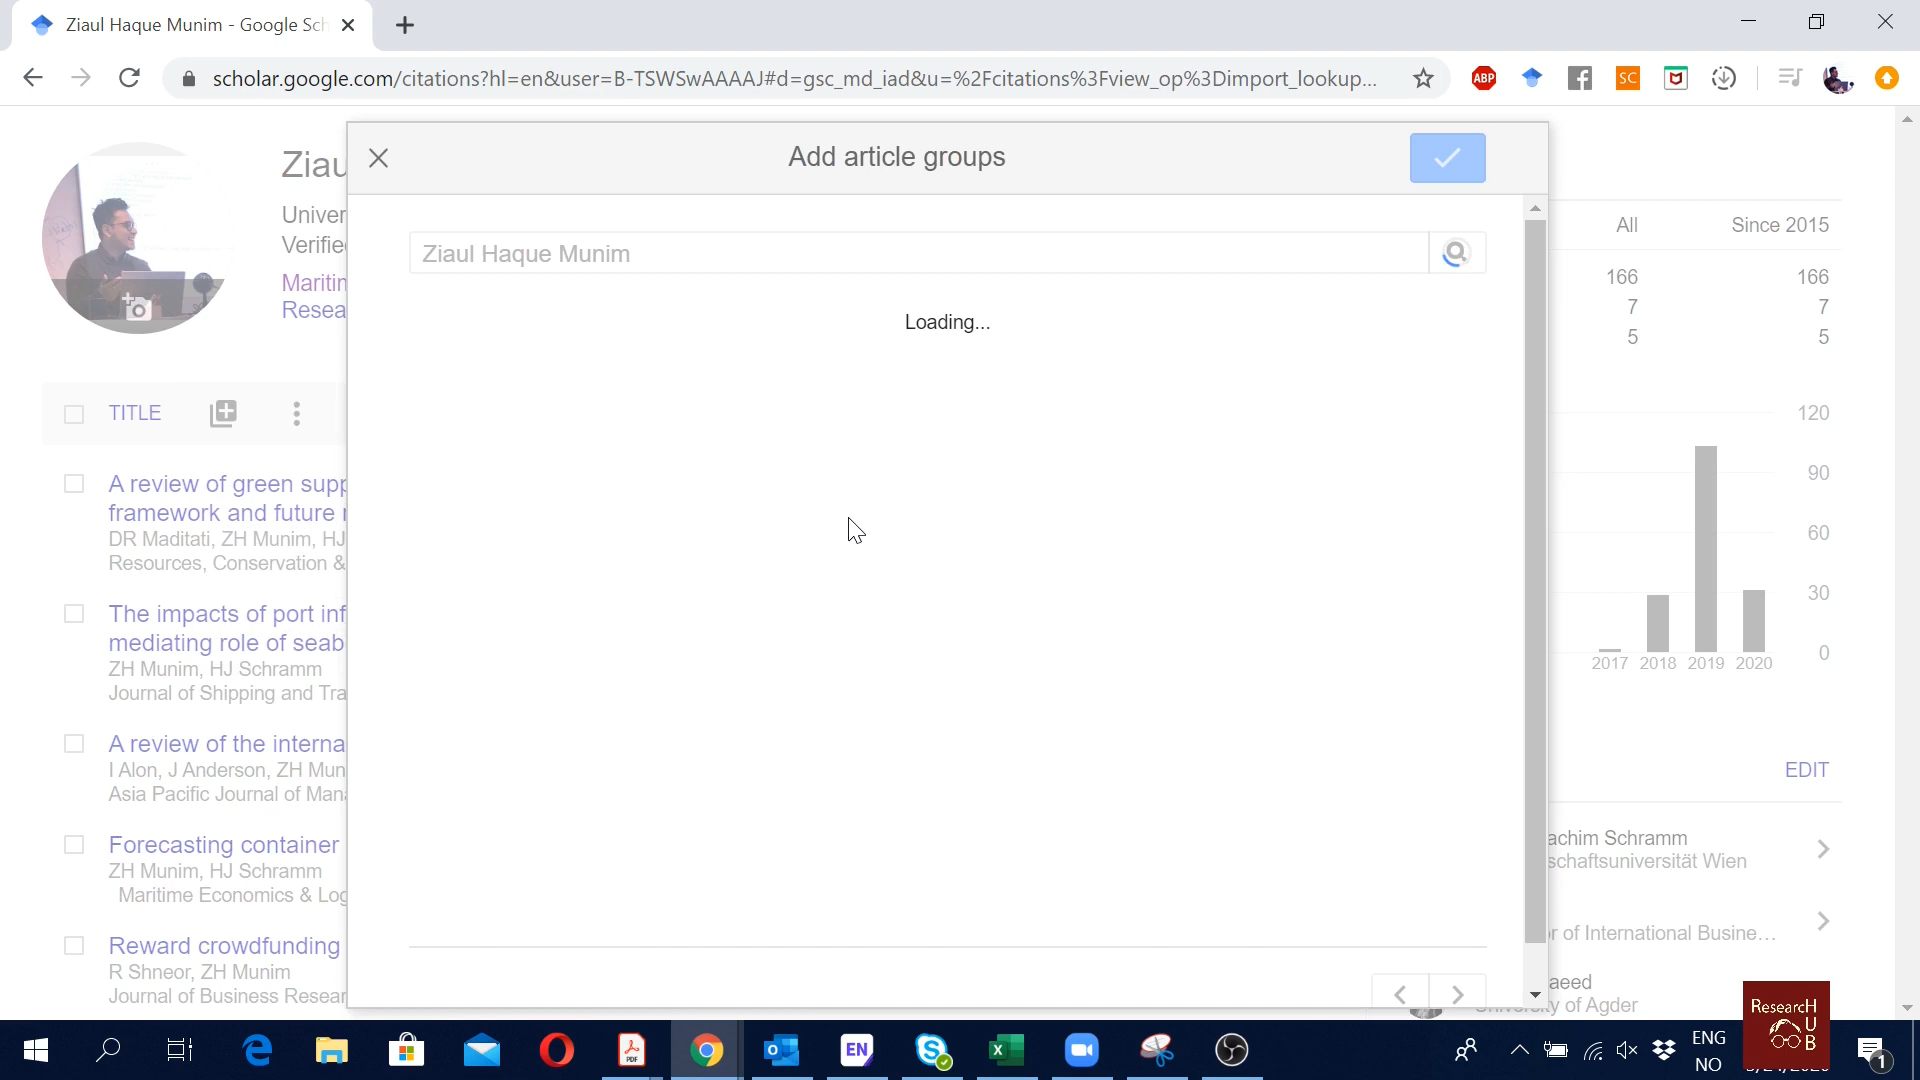 Ziaul Haque Munim - Google Sch
scholar.google.com/citations?hl=en&user=B-TSWSwAAAAJ#d=gsc_md_iad&u=%2Fcitations%3Fview_op%3Dimport_lookup...
ABP
SC
Ziau
Univer
Verifie
Maritin
Resea
Add article groups
Ziaul Haque Munim
Loading...
All Since 2015
166 166
7 7
5 5
120
90
60
30
0
2017 2018 2019 2020
TITLE
A review of green supp
framework and future
DR Maditati, ZH Munim, HJ
Resources, Conservation &
The impacts of port inf
mediating role of seab
ZH Munim, HJ Schramm
Journal of Shipping and Tra
A review of the interna
I Alon, J Anderson, ZH Mun
Asia Pacific Journal of Man
Forecasting container
ZH Munim, HJ Schramm
Maritime Economics & Log
Reward crowdfunding
R Shneor, ZH Munim
Journal of Business Resear
EDIT
achim Schramm
schaftsuniversität Wien
r of International Busine...
aeed
y of Agder
ResearcH
U
B
PDF
EN
ENG
NO
1